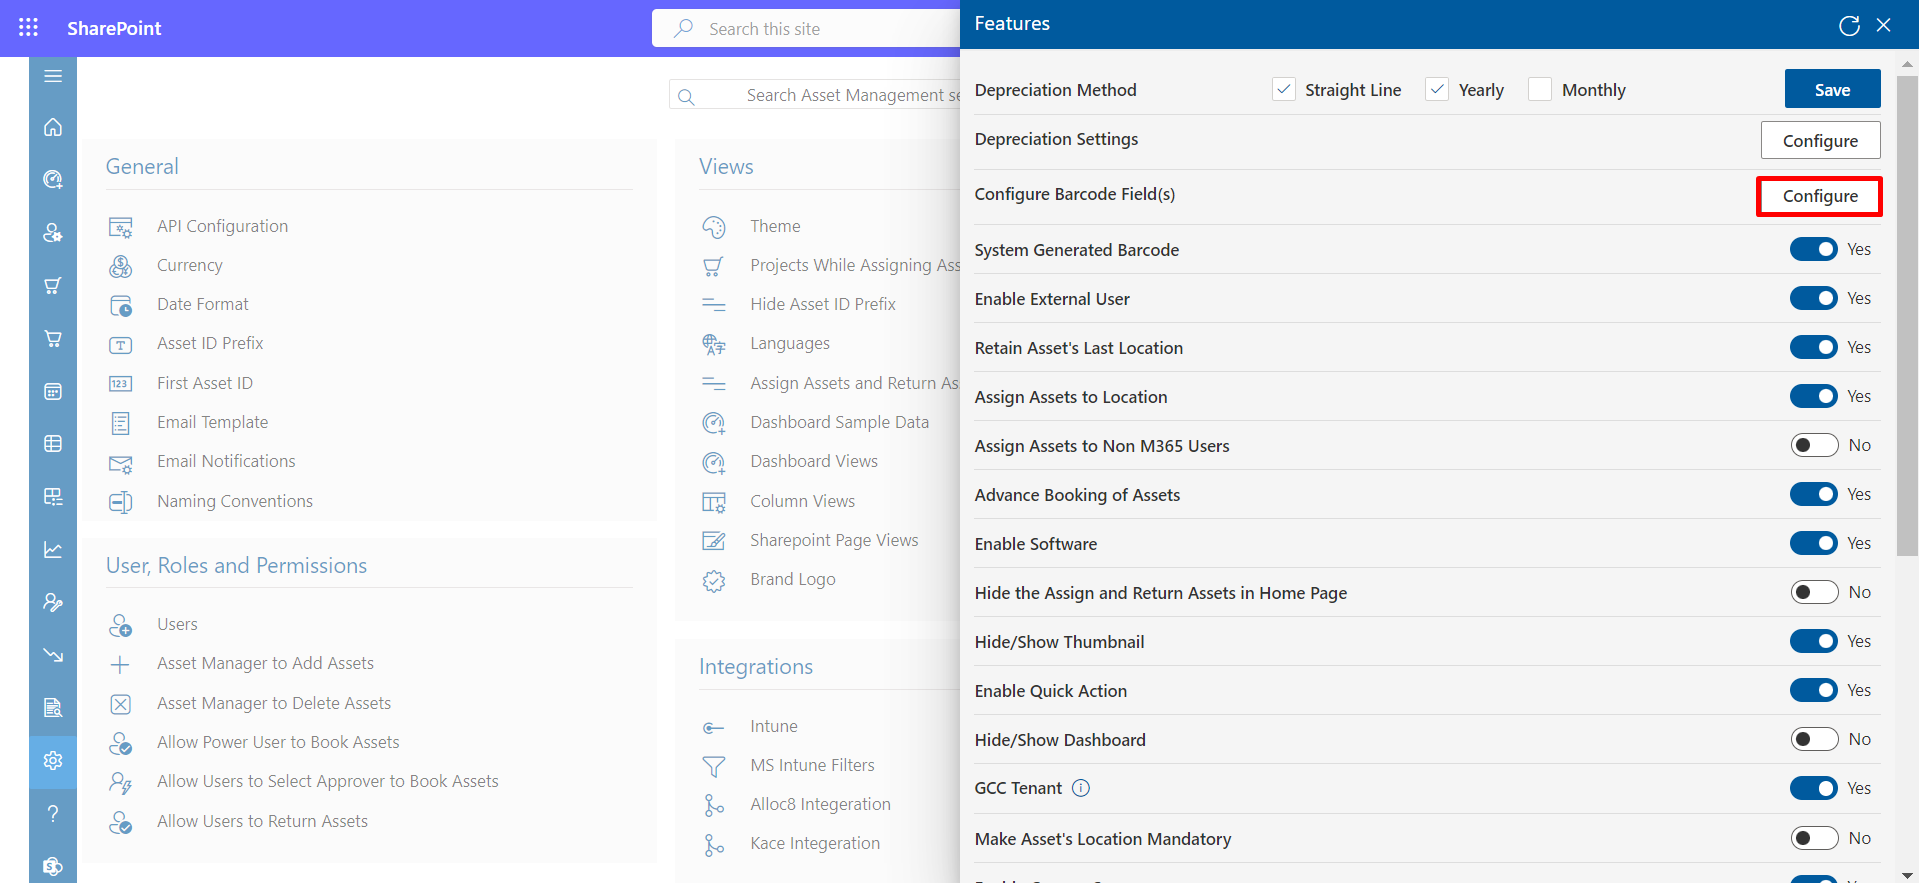 SharePoint
Search this site
Search Asset Management se
General
API Configuration
Currency
Date Format
Asset ID Prefix
First Asset ID
Email Template
Email Notifications
Naming Conventions
User, Roles and Permissions
Users
Asset Manager to Add Assets
Asset Manager to Delete Assets
Allow Power User to Book Assets
Allow Users to Select Approver to Book Assets
Allow Users to Return Assets
Views
Theme
Projects While Assigning Ass
Hide Asset ID Prefix
Languages
Assign Assets and Return As
Dashboard Sample Data
Dashboard Views
Column Views
Sharepoint Page Views
Brand Logo
Integrations
Intune
MS Intune Filters
Alloc8 Integeration
Kace Integeration
Features
Depreciation Method Straight Line Yearly Monthly Save
Depreciation Settings Configure
Configure Barcode Field(s) Configure
System Generated Barcode Yes
Enable External User Yes
Retain Asset's Last Location Yes
Assign Assets to Location Yes
Assign Assets to Non M365 Users No
Advance Booking of Assets Yes
Enable Software Yes
Hide the Assign and Return Assets in Home Page No
Hide/Show Thumbnail Yes
Enable Quick Action Yes
Hide/Show Dashboard No
GCC Tenant Yes
Make Asset's Location Mandatory No